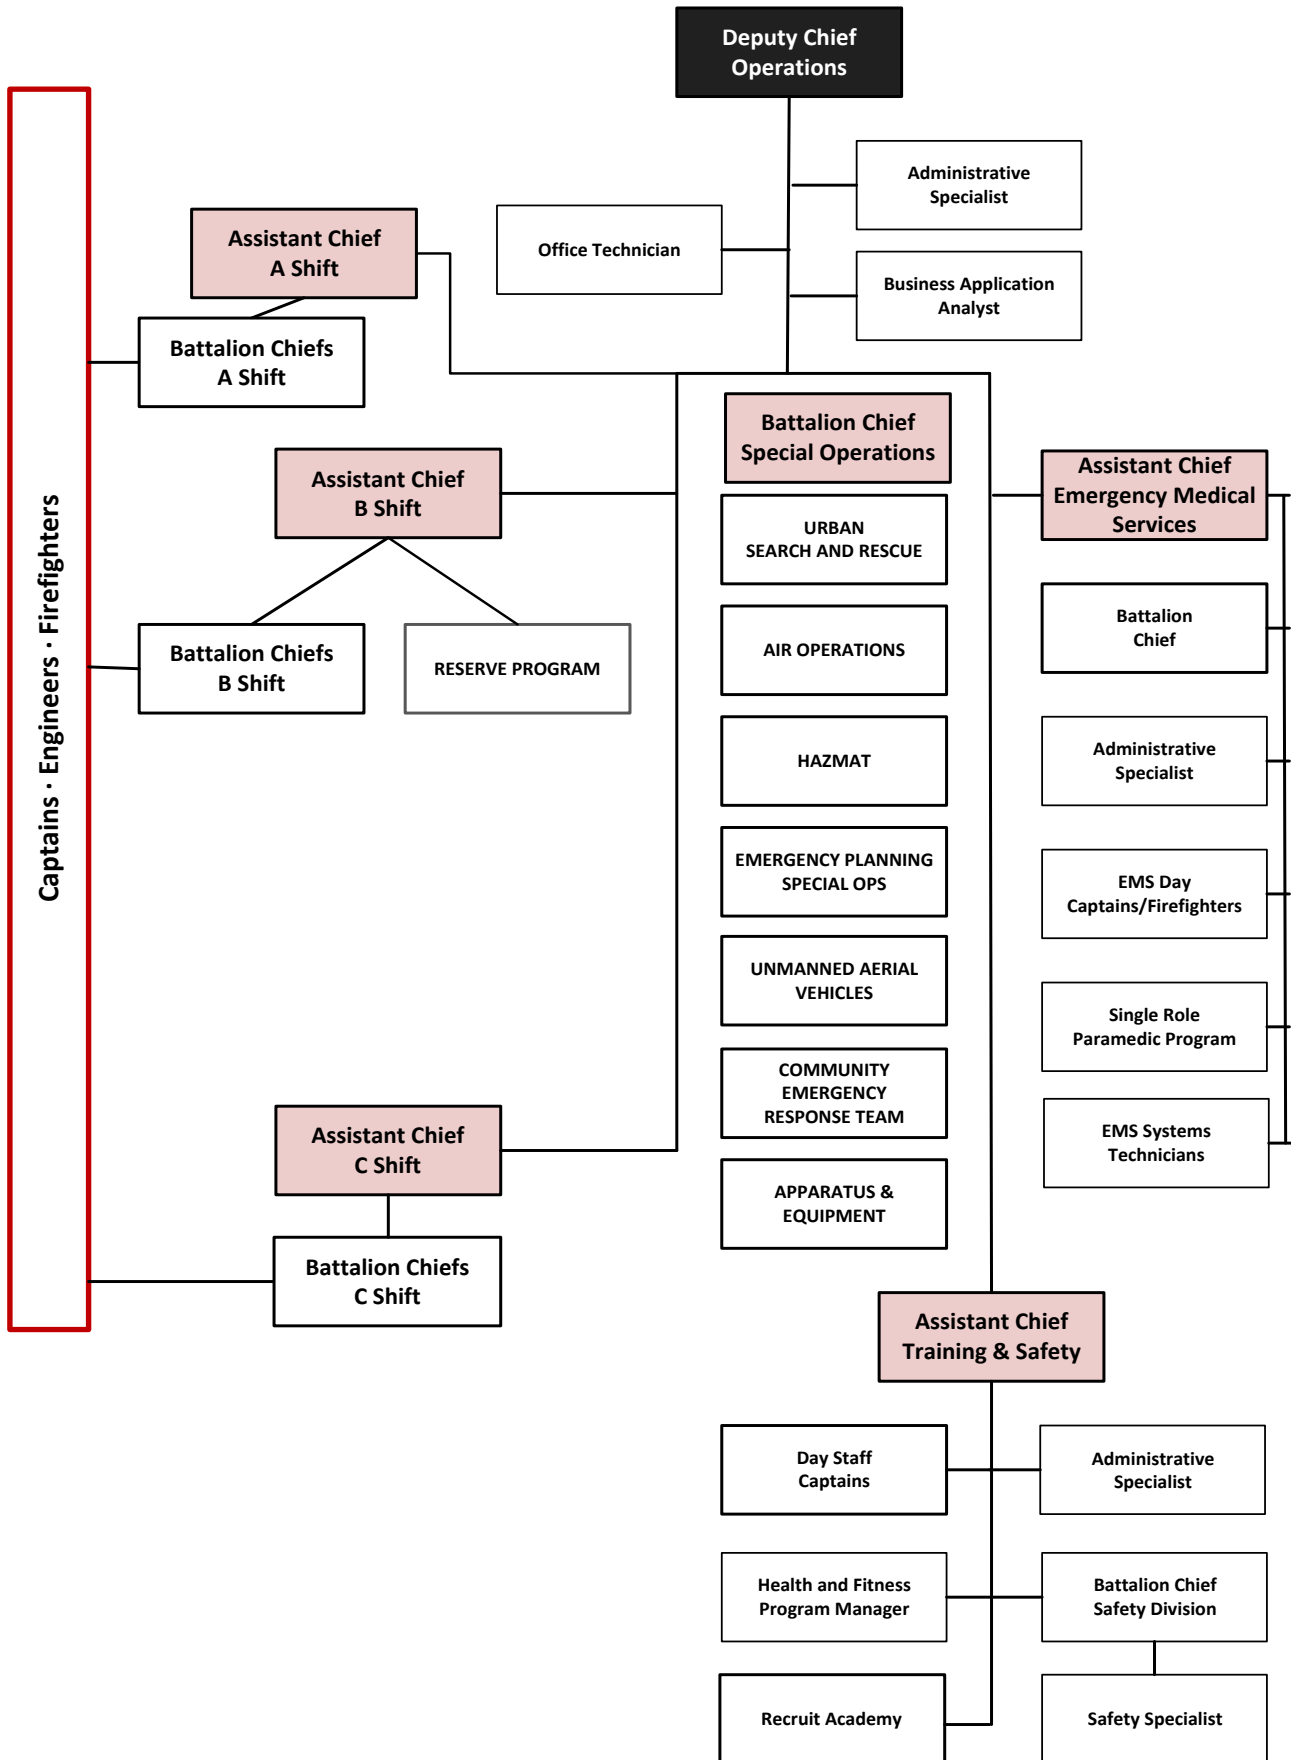 Deputy Chief
Operations
Administrative
Specialist
Office Technician
Business Application
Analyst
Captains · Engineers · Firefighters
Assistant Chief
A Shift
Battalion Chiefs
A Shift
Assistant Chief
B Shift
Battalion Chiefs
B Shift
RESERVE PROGRAM
Assistant Chief
C Shift
Battalion Chiefs
C Shift
Battalion Chief
Special Operations
URBAN
SEARCH AND RESCUE
AIR OPERATIONS
HAZMAT
EMERGENCY PLANNING
SPECIAL OPS
UNMANNED AERIAL
VEHICLES
COMMUNITY
EMERGENCY
RESPONSE TEAM
APPARATUS &
EQUIPMENT
Assistant Chief
Emergency Medical
Services
Battalion
Chief
Administrative
Specialist
EMS Day
Captains/Firefighters
Single Role
Paramedic Program
EMS Systems
Technicians
Assistant Chief
Training & Safety
Day Staff
Captains
Administrative
Specialist
Health and Fitness
Program Manager
Battalion Chief
Safety Division
Recruit Academy
Safety Specialist